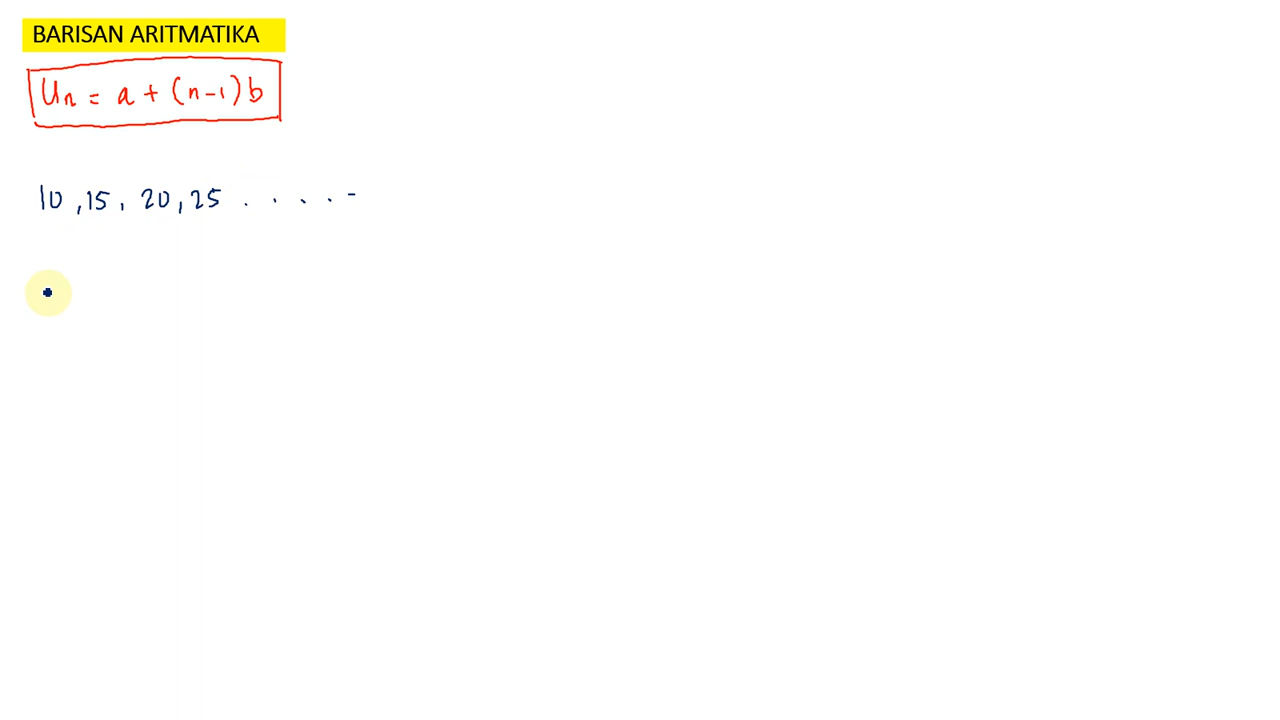 BARISAN ARITMATIKA
Un = a + (n-1) b
10 , 15 , 20 , 25 . . . . -